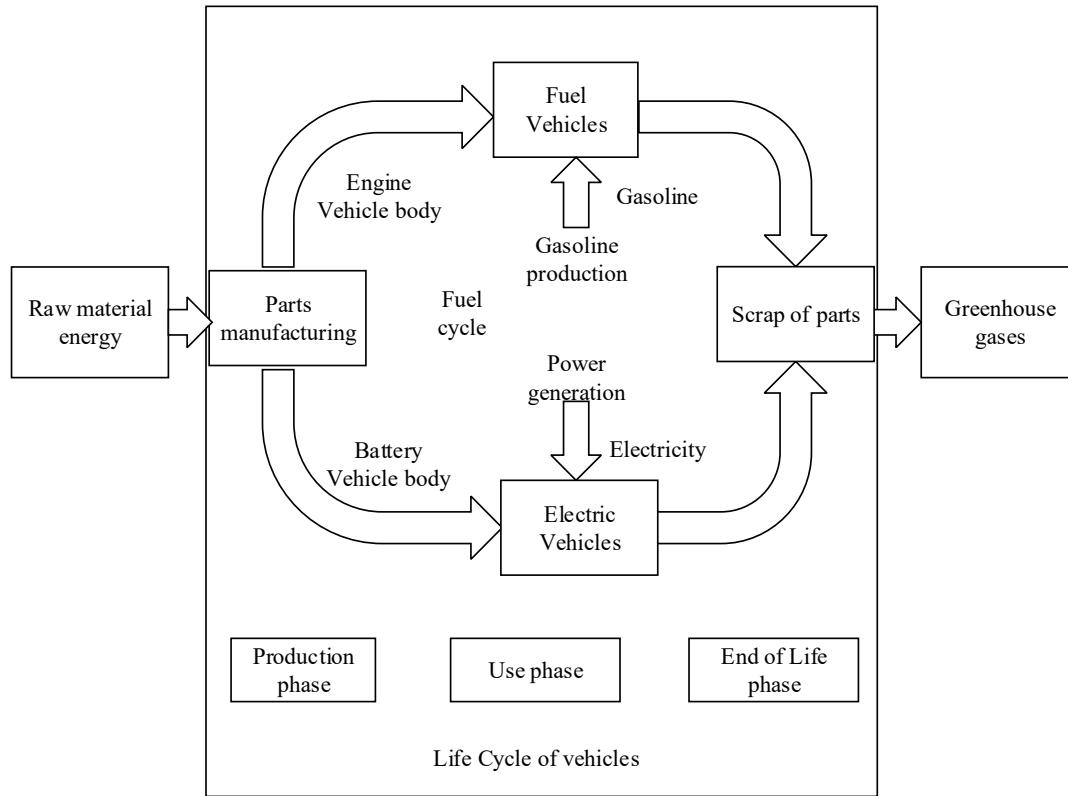 Fuel
Vehicles
Engine
Vehicle body
Gasoline
Gasoline
production
Raw material
energy
Parts
manufacturing
Fuel
cycle
Scrap of parts
Greenhouse
gases
Power
generation
Battery
Vehicle body
Electricity
Electric
Vehicles
Production
phase
Use phase
End of Life
phase
Life Cycle of vehicles